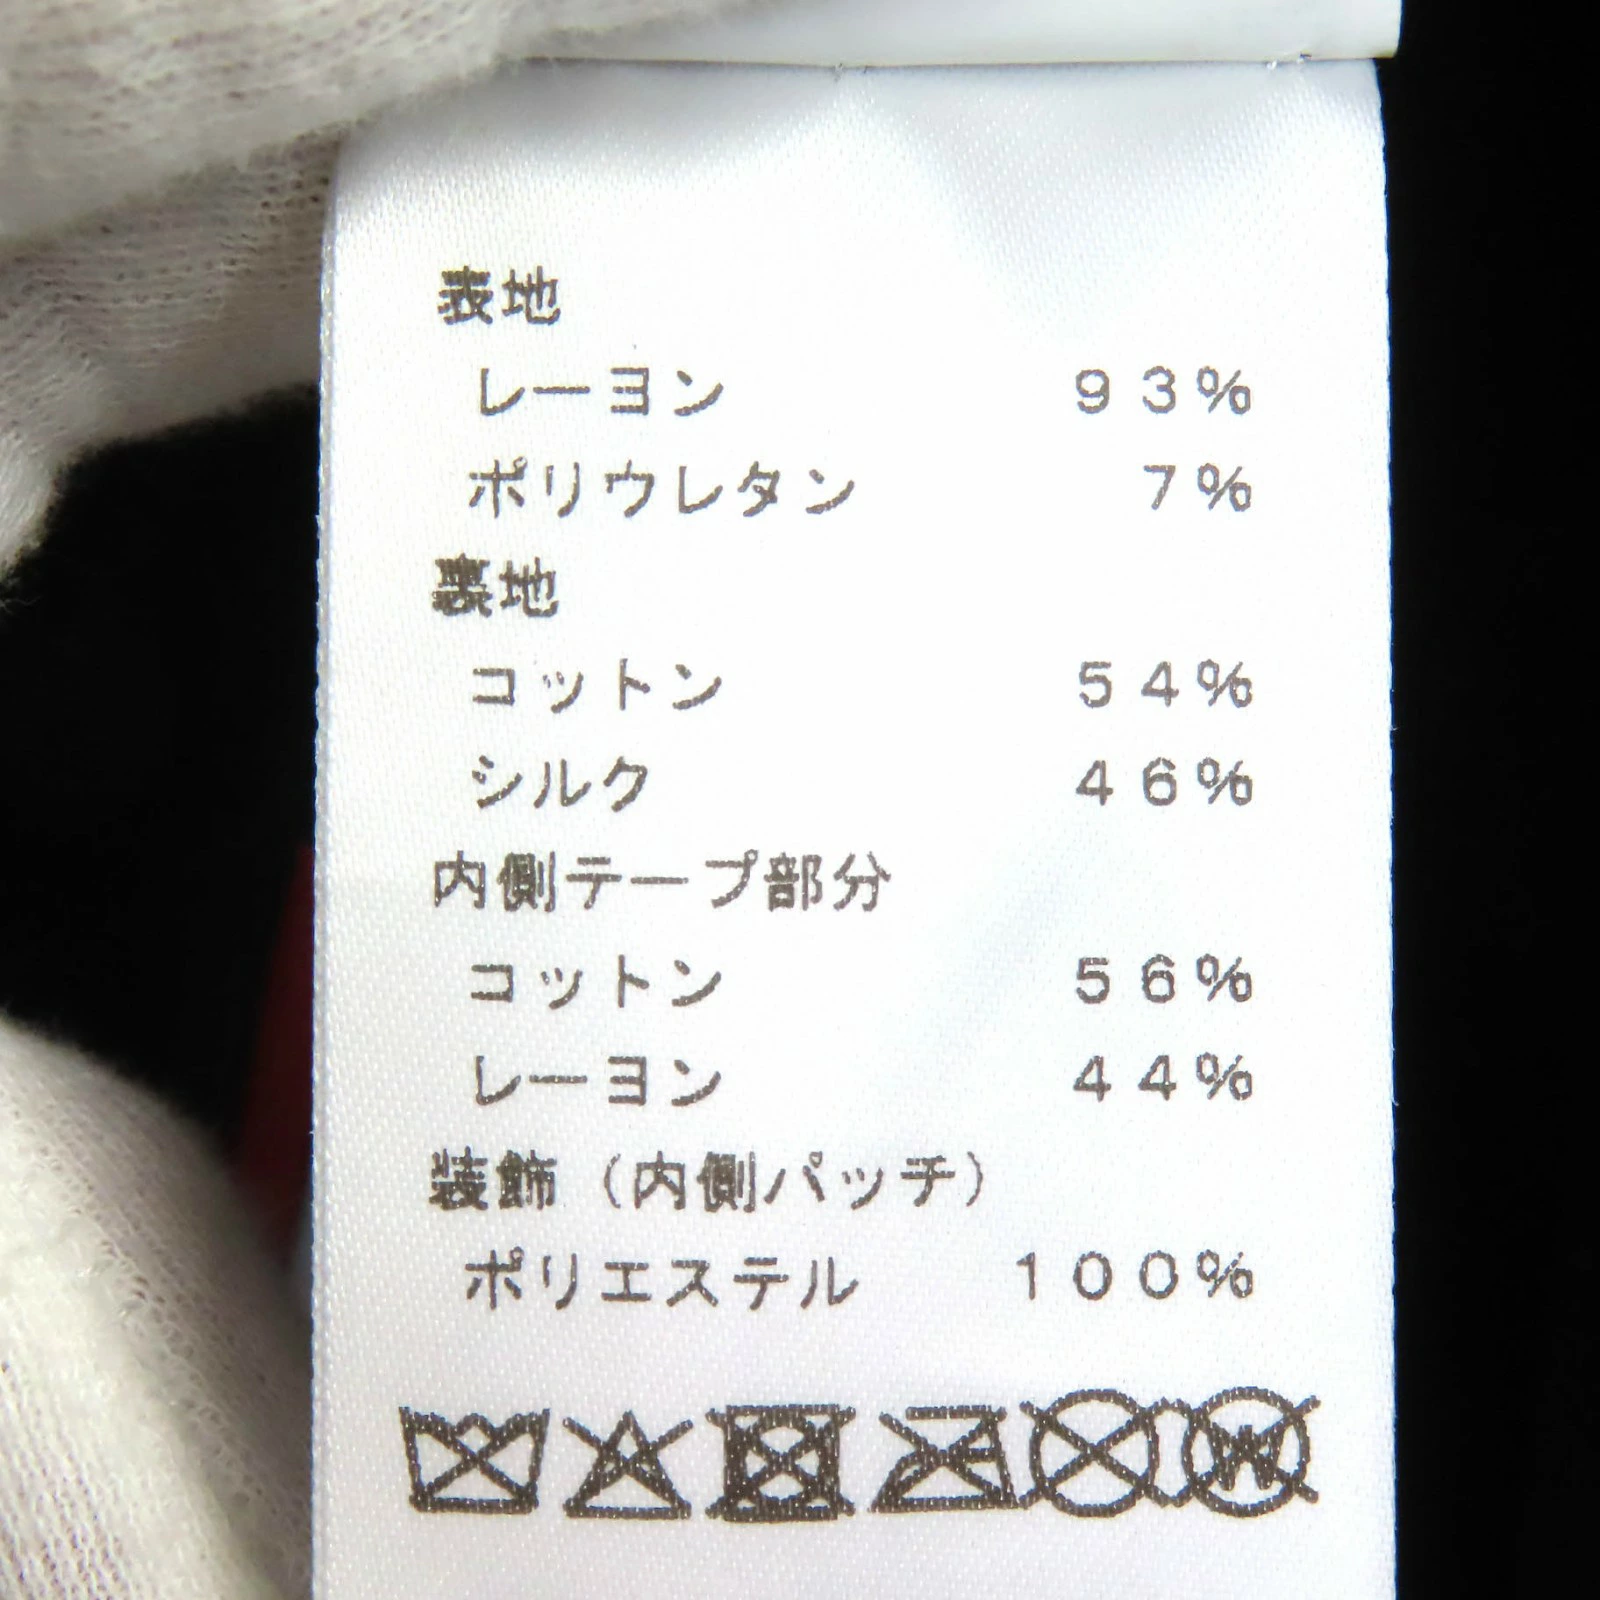 表地
レーヨン 93%
ポリウレタン 7%
裏地
コットン 54%
シルク 46%
内側テープ部分
コットン 56%
レーヨン 44%
装飾（内側パッチ）
ポリエステル 100%
W